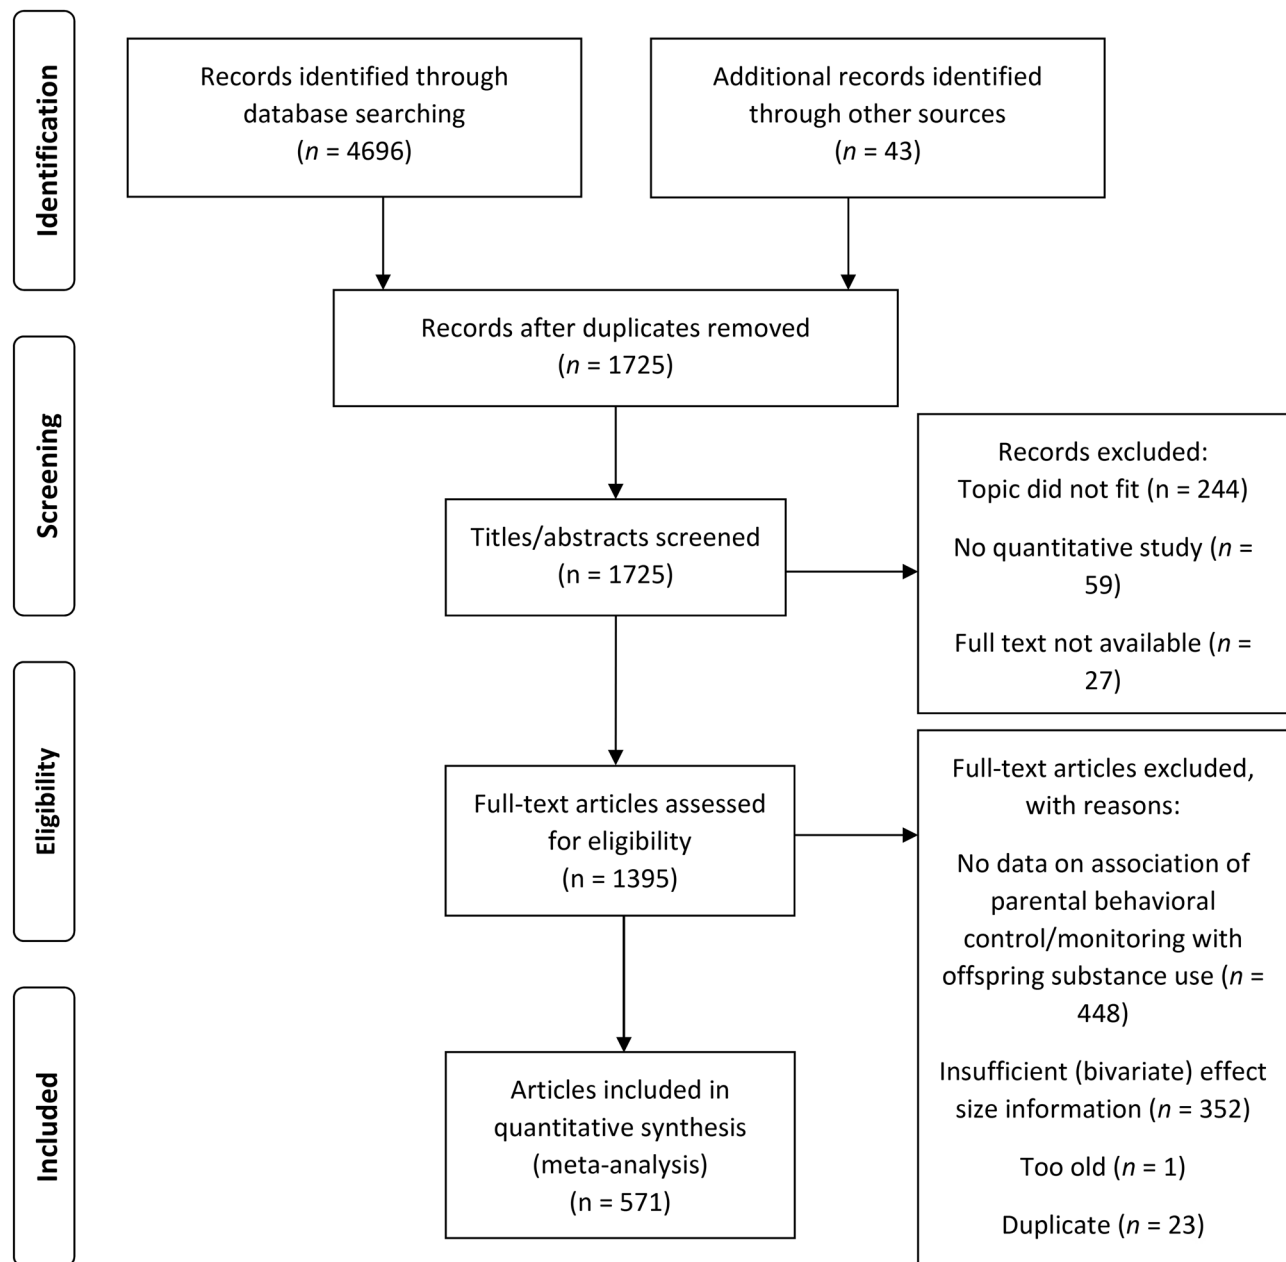 Identification
Records identified through
database searching
(n = 4696)
Additional records identified
through other sources
(n = 43)
Records after duplicates removed
(n = 1725)
Screening
Titles/abstracts screened
(n = 1725)
Records excluded:
Topic did not fit (n = 244)
No quantitative study (n =
59)
Full text not available (n =
27)
Eligibility
Full-text articles assessed
for eligibility
(n = 1395)
Full-text articles excluded,
with reasons:
No data on association of
parental behavioral
control/monitoring with
offspring substance use (n =
448)
Insufficient (bivariate) effect
size information (n = 352)
Too old (n = 1)
Duplicate (n = 23)
Included
Articles included in
quantitative synthesis
(meta-analysis)
(n = 571)